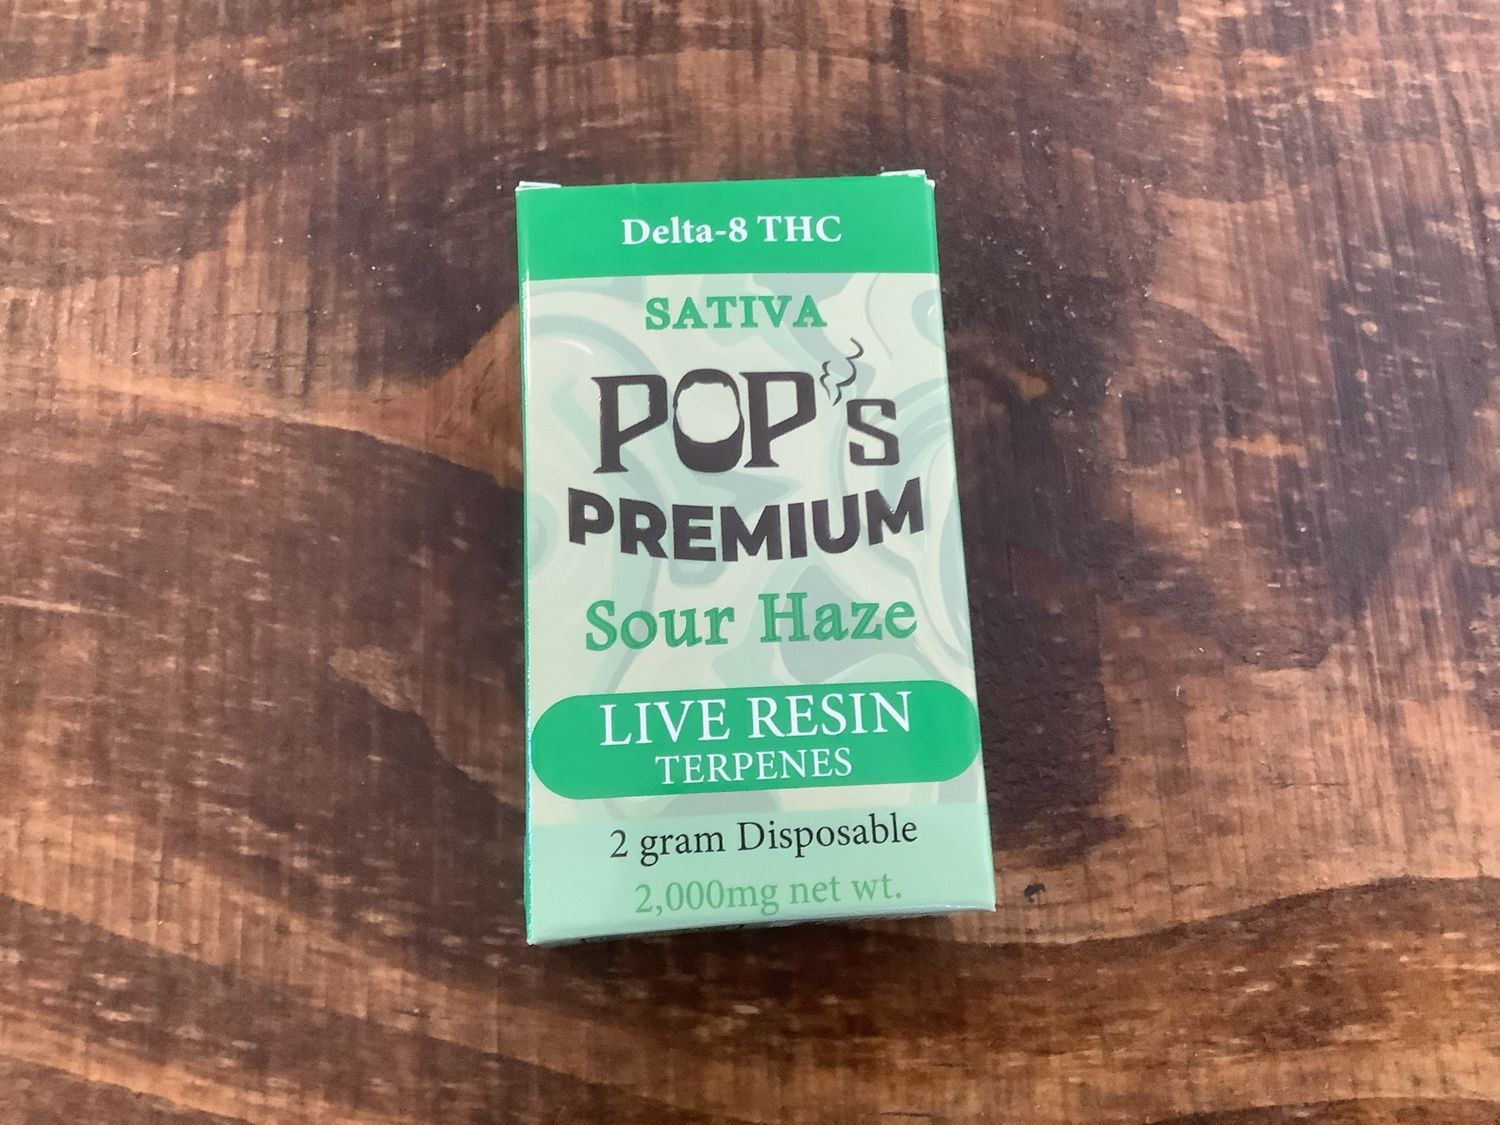 Delta-8 THC
SATIVA
POP's
PREMIUM
Sour Haze
LIVE RESIN
TERPENES
2 gram Disposable
2,000mg net wt.